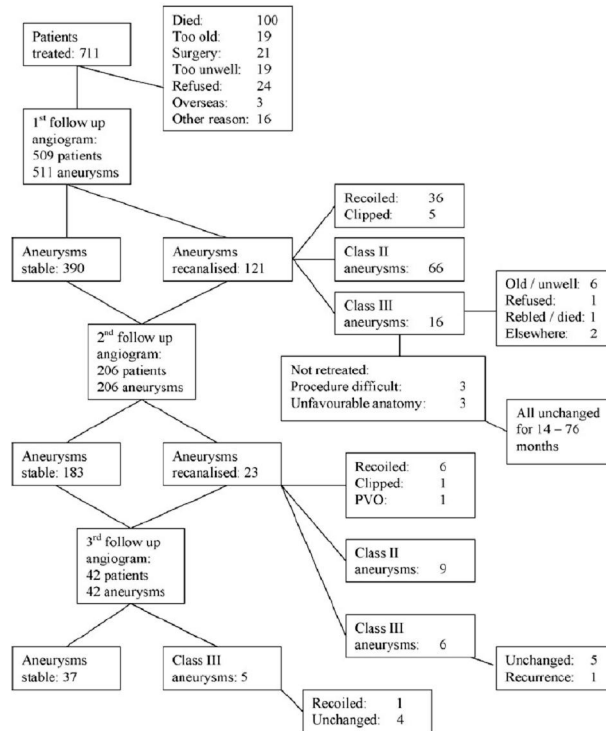 Patients
treated: 711
Died: 100
Too old: 19
Surgery: 21
Too unwell: 19
Refused: 24
Overseas: 3
Other reason: 16
1st follow up
angiogram:
509 patients
511 aneurysms
Aneurysms
stable: 390
Aneurysms
recanalised: 121
Recoiled: 36
Clipped: 5
Class II
aneurysms: 66
Class III
aneurysms: 16
Old / unwell: 6
Refused: 1
Rebled / died: 1
Elsewhere: 2
Not retreated:
Procedure difficult: 3
Unfavourable anatomy: 3
All unchanged
for 14 – 76
months
2nd follow up
angiogram:
206 patients
206 aneurysms
Aneurysms
stable: 183
Aneurysms
recanalised: 23
Recoiled: 6
Clipped: 1
PVO: 1
Class II
aneurysms: 9
Class III
aneurysms: 6
Unchanged: 5
Recurrence: 1
3rd follow up
angiogram:
42 patients
42 aneurysms
Aneurysms
stable: 37
Class III
aneurysms: 5
Recoiled: 1
Unchanged: 4